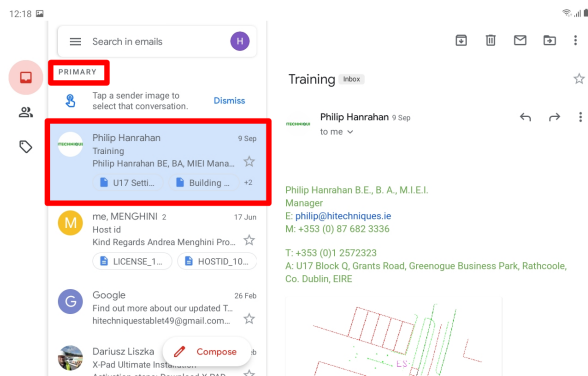 12:18
Search in emails
H
PRIMARY
Tap a sender image to
select that conversation.
Dismiss
Philip Hanrahan 9 Sep
Training
Philip Hanrahan BE, BA, MIEI Mana...
U17 Setti... Building ... +2
M
me, MENGHINI 2 17 Jun
Host id
Kind Regards Andrea Menghini Pro...
LICENSE_1... HOSTID_10...
G
Google 26 Feb
Find out more about our updated T...
hitechniquestablet49@gmail.com...
Dariusz Liszka
X-Pad Ultimate
Compose
Training Inbox
HITECHNIQUES
Philip Hanrahan 9 Sep
to me
Philip Hanrahan B.E., B. A., M.I.E.I.
Manager
E: philip@hitechniques.ie
M: +353 (0) 87 682 3336
T: +353 (0)1 2572323
A: U17 Block Q, Grants Road, Greenogue Business Park, Rathcoole,
Co. Dublin, EIRE